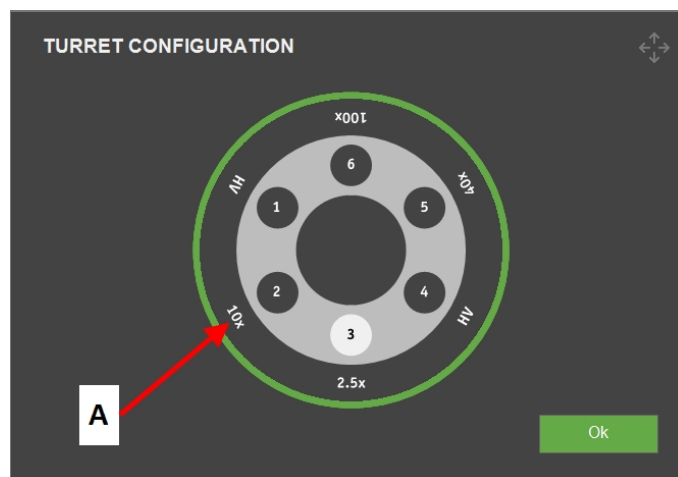 TURRET CONFIGURATION
100x
HV
40x
6
1
5
2
4
10x
HV
3
2.5x
A
Ok